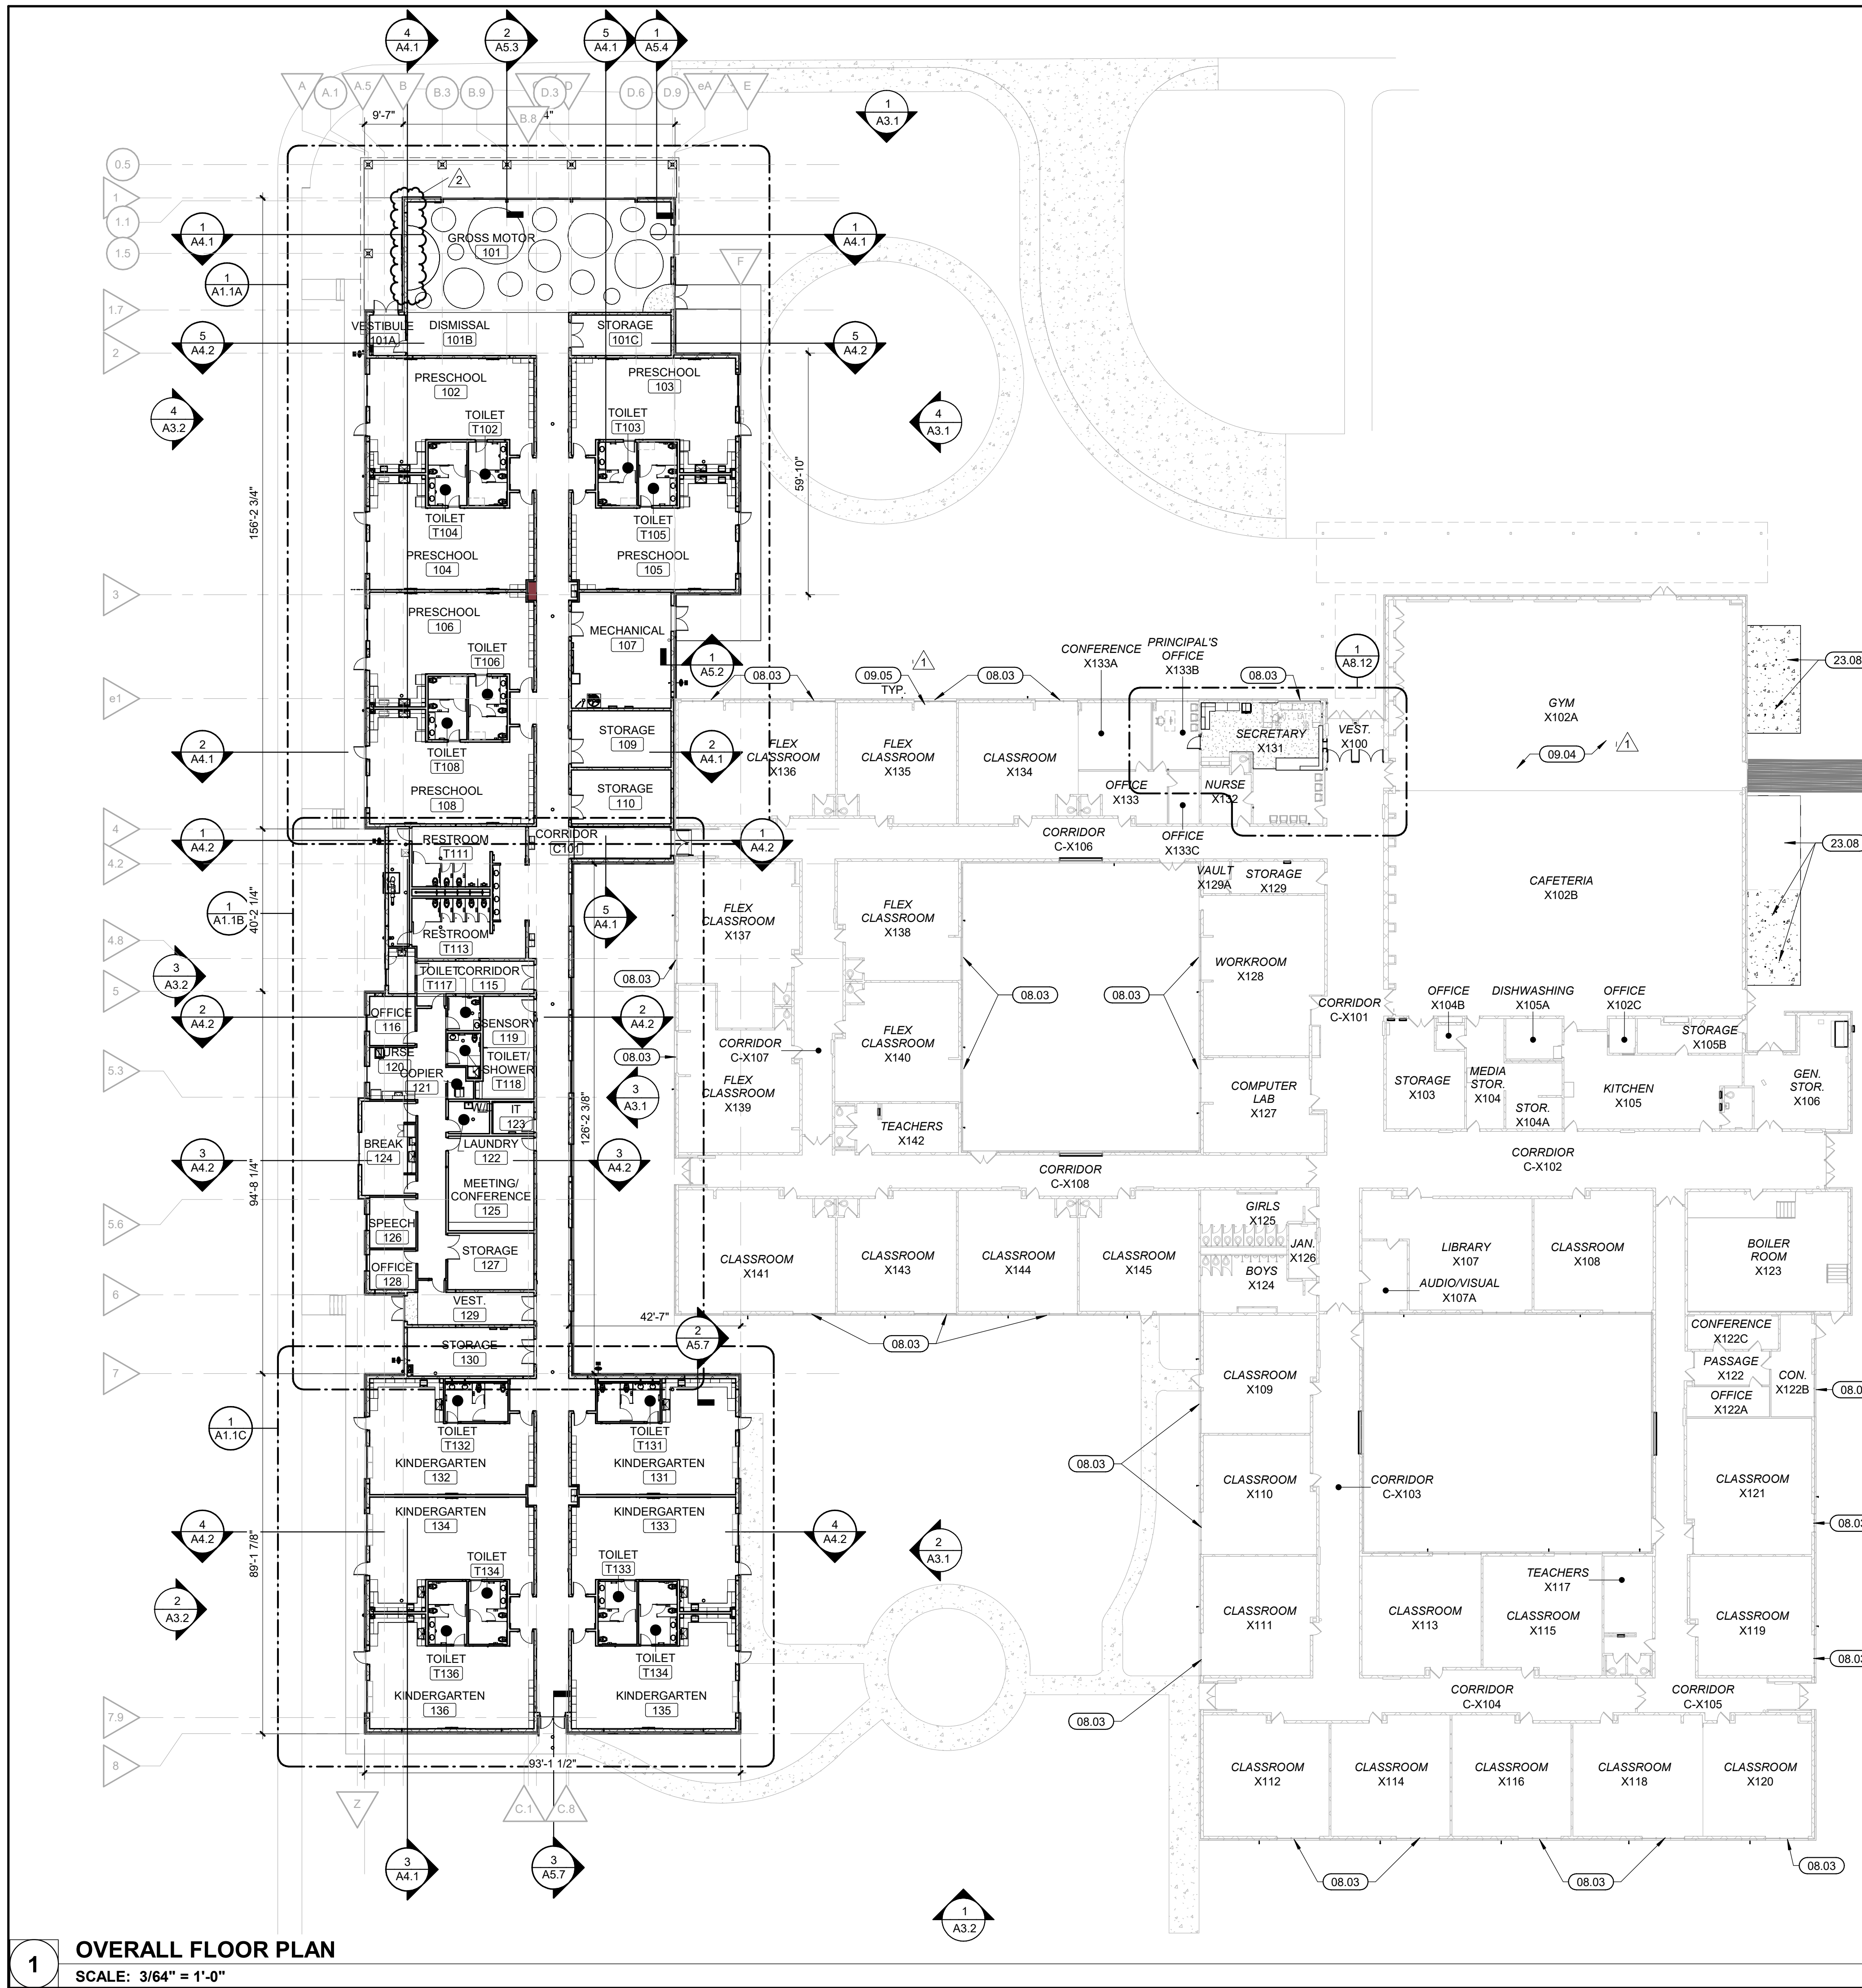 4
A4.1
2
A5.3
5
A4.1
1
A5.4
A
A.1
A.5
B
B.3
B.9
D.3
D
D.6
D.9
eA
E
B.8
9'-7"
4"
1
A3.1
0.5
1
1.1
1.5
1.7
2
2
1
A4.1
GROSS MOTOR
101
1
A4.1
F
1
A1.1A
5
A4.2
VESTIBULE
101A
DISMISSAL
101B
STORAGE
101C
5
A4.2
PRESCHOOL
102
PRESCHOOL
103
4
A3.2
TOILET
T102
TOILET
T103
4
A3.1
156'-2 3/4"
59'-10"
TOILET
T104
TOILET
T105
PRESCHOOL
104
PRESCHOOL
105
3
PRESCHOOL
106
MECHANICAL
107
TOILET
T106
1
A5.2
e1
2
A4.1
TOILET
T108
STORAGE
109
2
A4.1
PRESCHOOL
108
STORAGE
110
08.03
09.05
TYP.
1
08.03
CONFERENCE
X133A
PRINCIPAL'S
OFFICE
X133B
08.03
1
A8.12
23.08
FLEX
CLASSROOM
X136
FLEX
CLASSROOM
X135
CLASSROOM
X134
SECRETARY
X131
VEST.
X100
GYM
X102A
09.04
1
OFFICE
X133
NURSE
X132
OFFICE
X133C
CORRIDOR
C-X106
4
4.2
1
A4.2
RESTROOM
T111
CORRIDOR
C101
1
A4.2
23.08
VAULT
X129A
STORAGE
X129
CAFETERIA
X102B
1
A1.1B
40'-2 1/4"
5
A4.1
FLEX
CLASSROOM
X137
FLEX
CLASSROOM
X138
4.8
RESTROOM
T113
3
A3.2
TOILET
T117
CORRIDOR
115
08.03
WORKROOM
X128
5
2
A4.2
OFFICE
116
SENSORY
119
2
A4.2
08.03
08.03
CORRIDOR
C-X101
OFFICE
X104B
DISHWASHING
X105A
OFFICE
X102C
STORAGE
X105B
NURSE
120
COPIER
121
TOILET/
SHOWER
T118
08.03
CORRIDOR
C-X107
FLEX
CLASSROOM
X140
5.3
FLEX
CLASSROOM
X139
COMPUTER
LAB
X127
STORAGE
X103
MEDIA
STOR.
X104
STOR.
X104A
KITCHEN
X105
GEN.
STOR.
X106
3
A3.1
126'-2 3/8"
W/D
IT
123
TEACHERS
X142
3
A4.2
BREAK
124
LAUNDRY
122
3
A4.2
CORRIDOR
C-X108
CORRDIOR
C-X102
94'-8 1/4"
MEETING/
CONFERENCE
125
5.6
SPEECH
126
STORAGE
127
OFFICE
128
CLASSROOM
X141
CLASSROOM
X143
CLASSROOM
X144
CLASSROOM
X145
GIRLS
X125
JAN.
X126
BOYS
X124
LIBRARY
X107
CLASSROOM
X108
AUDIO/VISUAL
X107A
BOILER
ROOM
X123
6
VEST.
129
42'-7"
2
A5.7
08.03
STORAGE
130
CONFERENCE
X122C
PASSAGE
X122
CON.
X122B
OFFICE
X122A
7
CLASSROOM
X109
1
A1.1C
TOILET
T132
TOILET
T131
KINDERGARTEN
132
KINDERGARTEN
131
08.03
CLASSROOM
X110
CORRIDOR
C-X103
CLASSROOM
X121
4
A4.2
KINDERGARTEN
134
KINDERGARTEN
133
4
A4.2
2
A3.1
89'-1 7/8"
TOILET
T134
TOILET
T133
2
A3.2
TEACHERS
X117
CLASSROOM
X111
CLASSROOM
X113
CLASSROOM
X115
CLASSROOM
X119
TOILET
T136
TOILET
T134
KINDERGARTEN
136
KINDERGARTEN
135
08.03
CORRIDOR
C-X104
CORRIDOR
C-X105
7.9
8
93'-1 1/2"
Z
C.1
C.8
CLASSROOM
X112
CLASSROOM
X114
CLASSROOM
X116
CLASSROOM
X118
CLASSROOM
X120
3
A4.1
3
A5.7
08.03
08.03
08.03
1
A3.2
1
OVERALL FLOOR PLAN
SCALE: 3/64" = 1'-0"